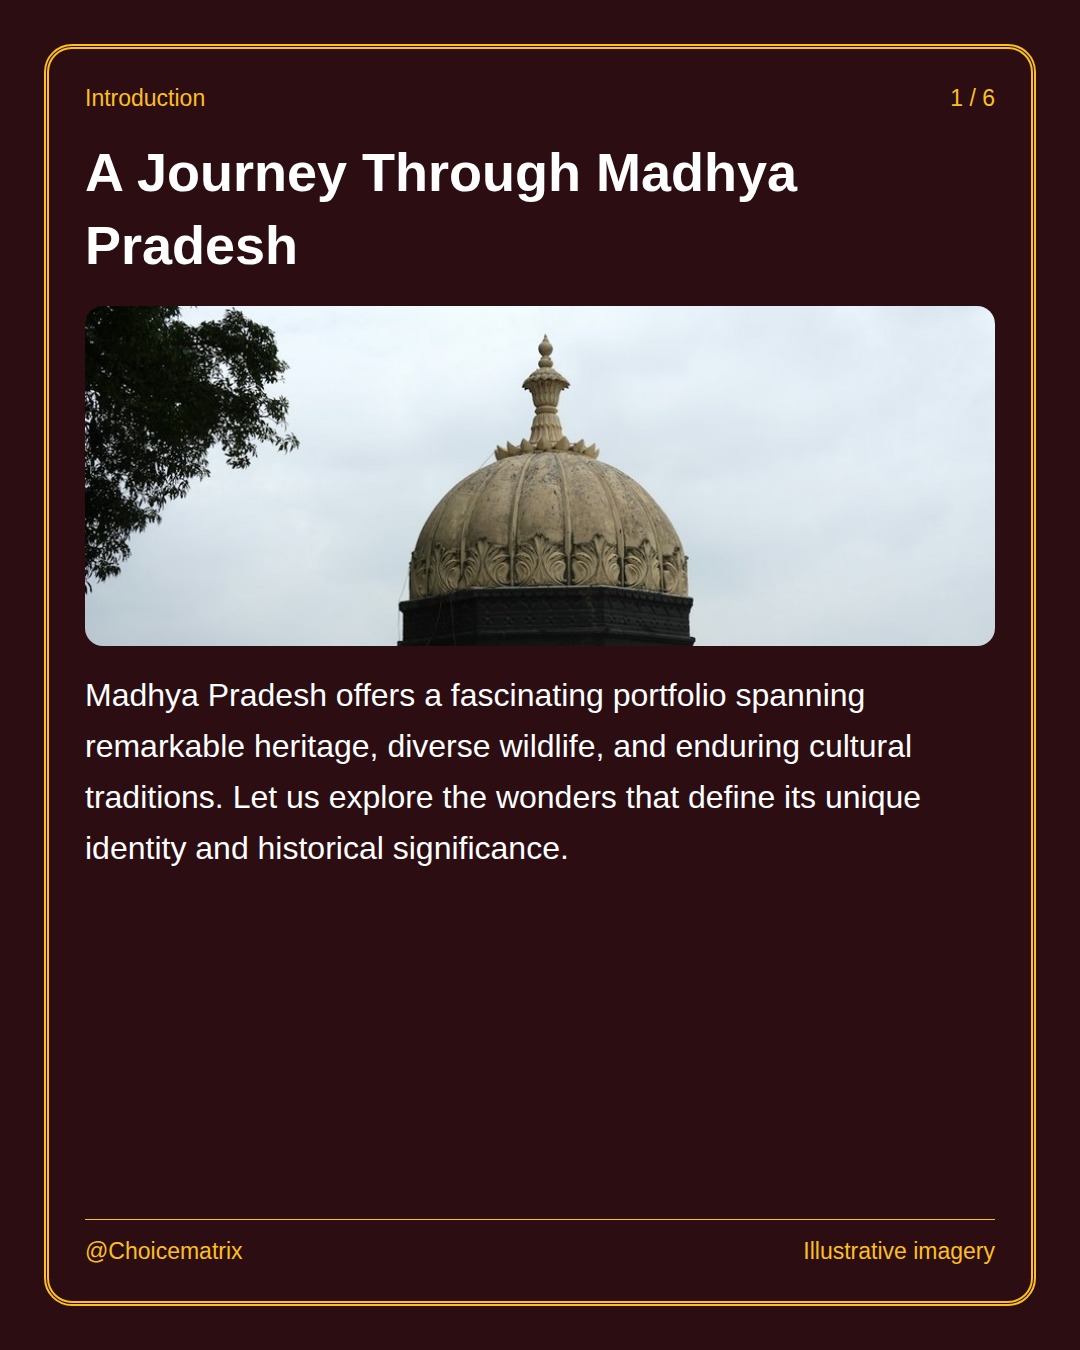 Introduction
1 / 6
A Journey Through Madhya
Pradesh
Madhya Pradesh offers a fascinating portfolio spanning
remarkable heritage, diverse wildlife, and enduring cultural
traditions. Let us explore the wonders that define its unique
identity and historical significance.
@Choicematrix
Illustrative imagery